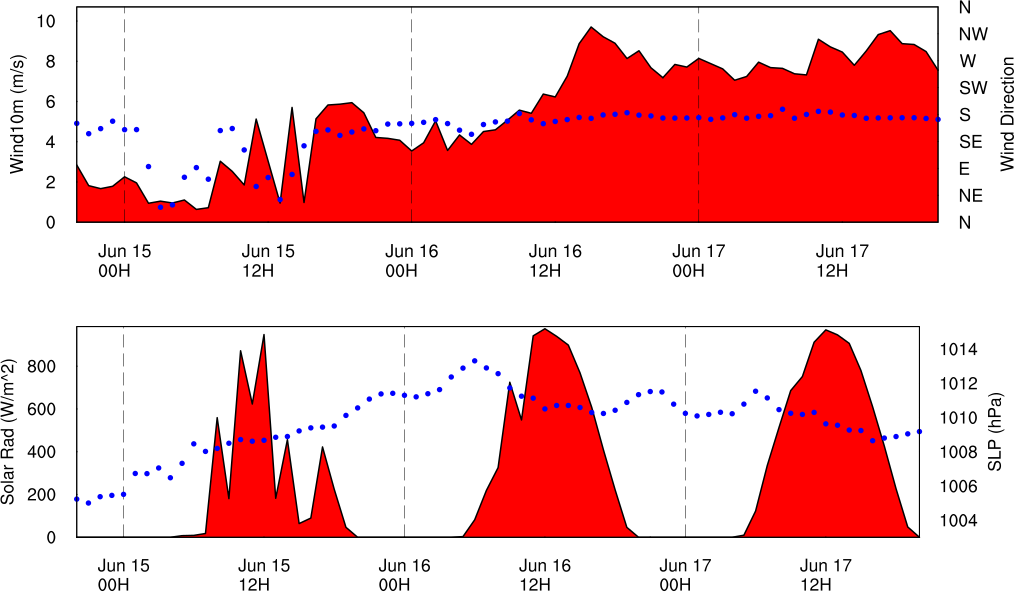 N
10
NW
8
W
SW
6
S
4
SE
E
2
NE
0
N
Wind10m (m/s)
Wind Direction
Jun 15 Jun 15 Jun 16 Jun 16 Jun 17 Jun 17
00H 12H 00H 12H 00H 12H
1014
800
1012
600
1010
400
1008
200
1006
1004
0
Solar Rad (W/m^2)
SLP (hPa)
Jun 15 Jun 15 Jun 16 Jun 16 Jun 17 Jun 17
00H 12H 00H 12H 00H 12H